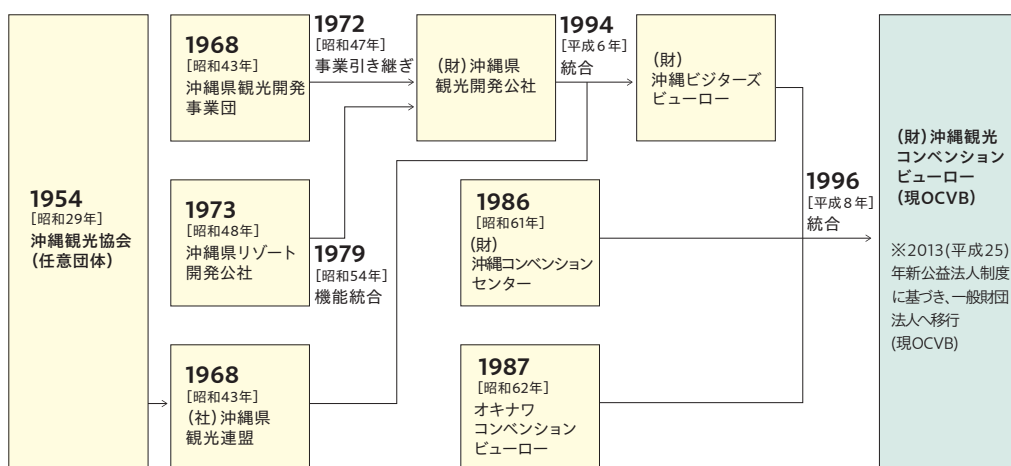 1954
[昭和29年]
沖縄観光協会
(任意団体)
1968
[昭和43年]
沖縄県観光開発
事業団
1972
[昭和47年]
事業引き継ぎ
(財)沖縄県
観光開発公社
1994
[平成6年]
統合
(財)
沖縄ビジターズ
ビューロー
1973
[昭和48年]
沖縄県リゾート
開発公社
1979
[昭和54年]
機能統合
1986
[昭和61年]
(財)
沖縄コンベンション
センター
1968
[昭和43年]
(社)沖縄県
観光連盟
1987
[昭和62年]
オキナワ
コンベンション
ビューロー
1996
[平成8年]
統合
(財)沖縄観光
コンベンション
ビューロー
(現OCVB)
※2013(平成25)
年新公益法人制度
に基づき、一般財団
法人へ移行
(現OCVB)